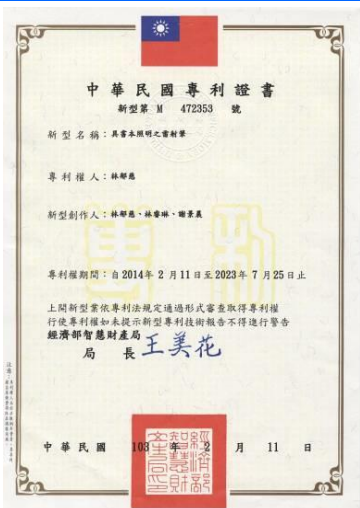 中華民國專利證書
新型第 M 472353 號
新型名稱：具書本照明之雷射筆
專利權人：林郁慈
新型創作人：林郁慈、林睿琳、謝景晨
專利權期間：自2014年 2 月11日至2023年 7 月25日止
上開新型業依專利法規定通過形式審查取得專利權
行使專利權如未提示新型專利技術報告不得進行警告
經濟部智慧財產局
局長 王美花
中華民國 103 年 2 月 11 日